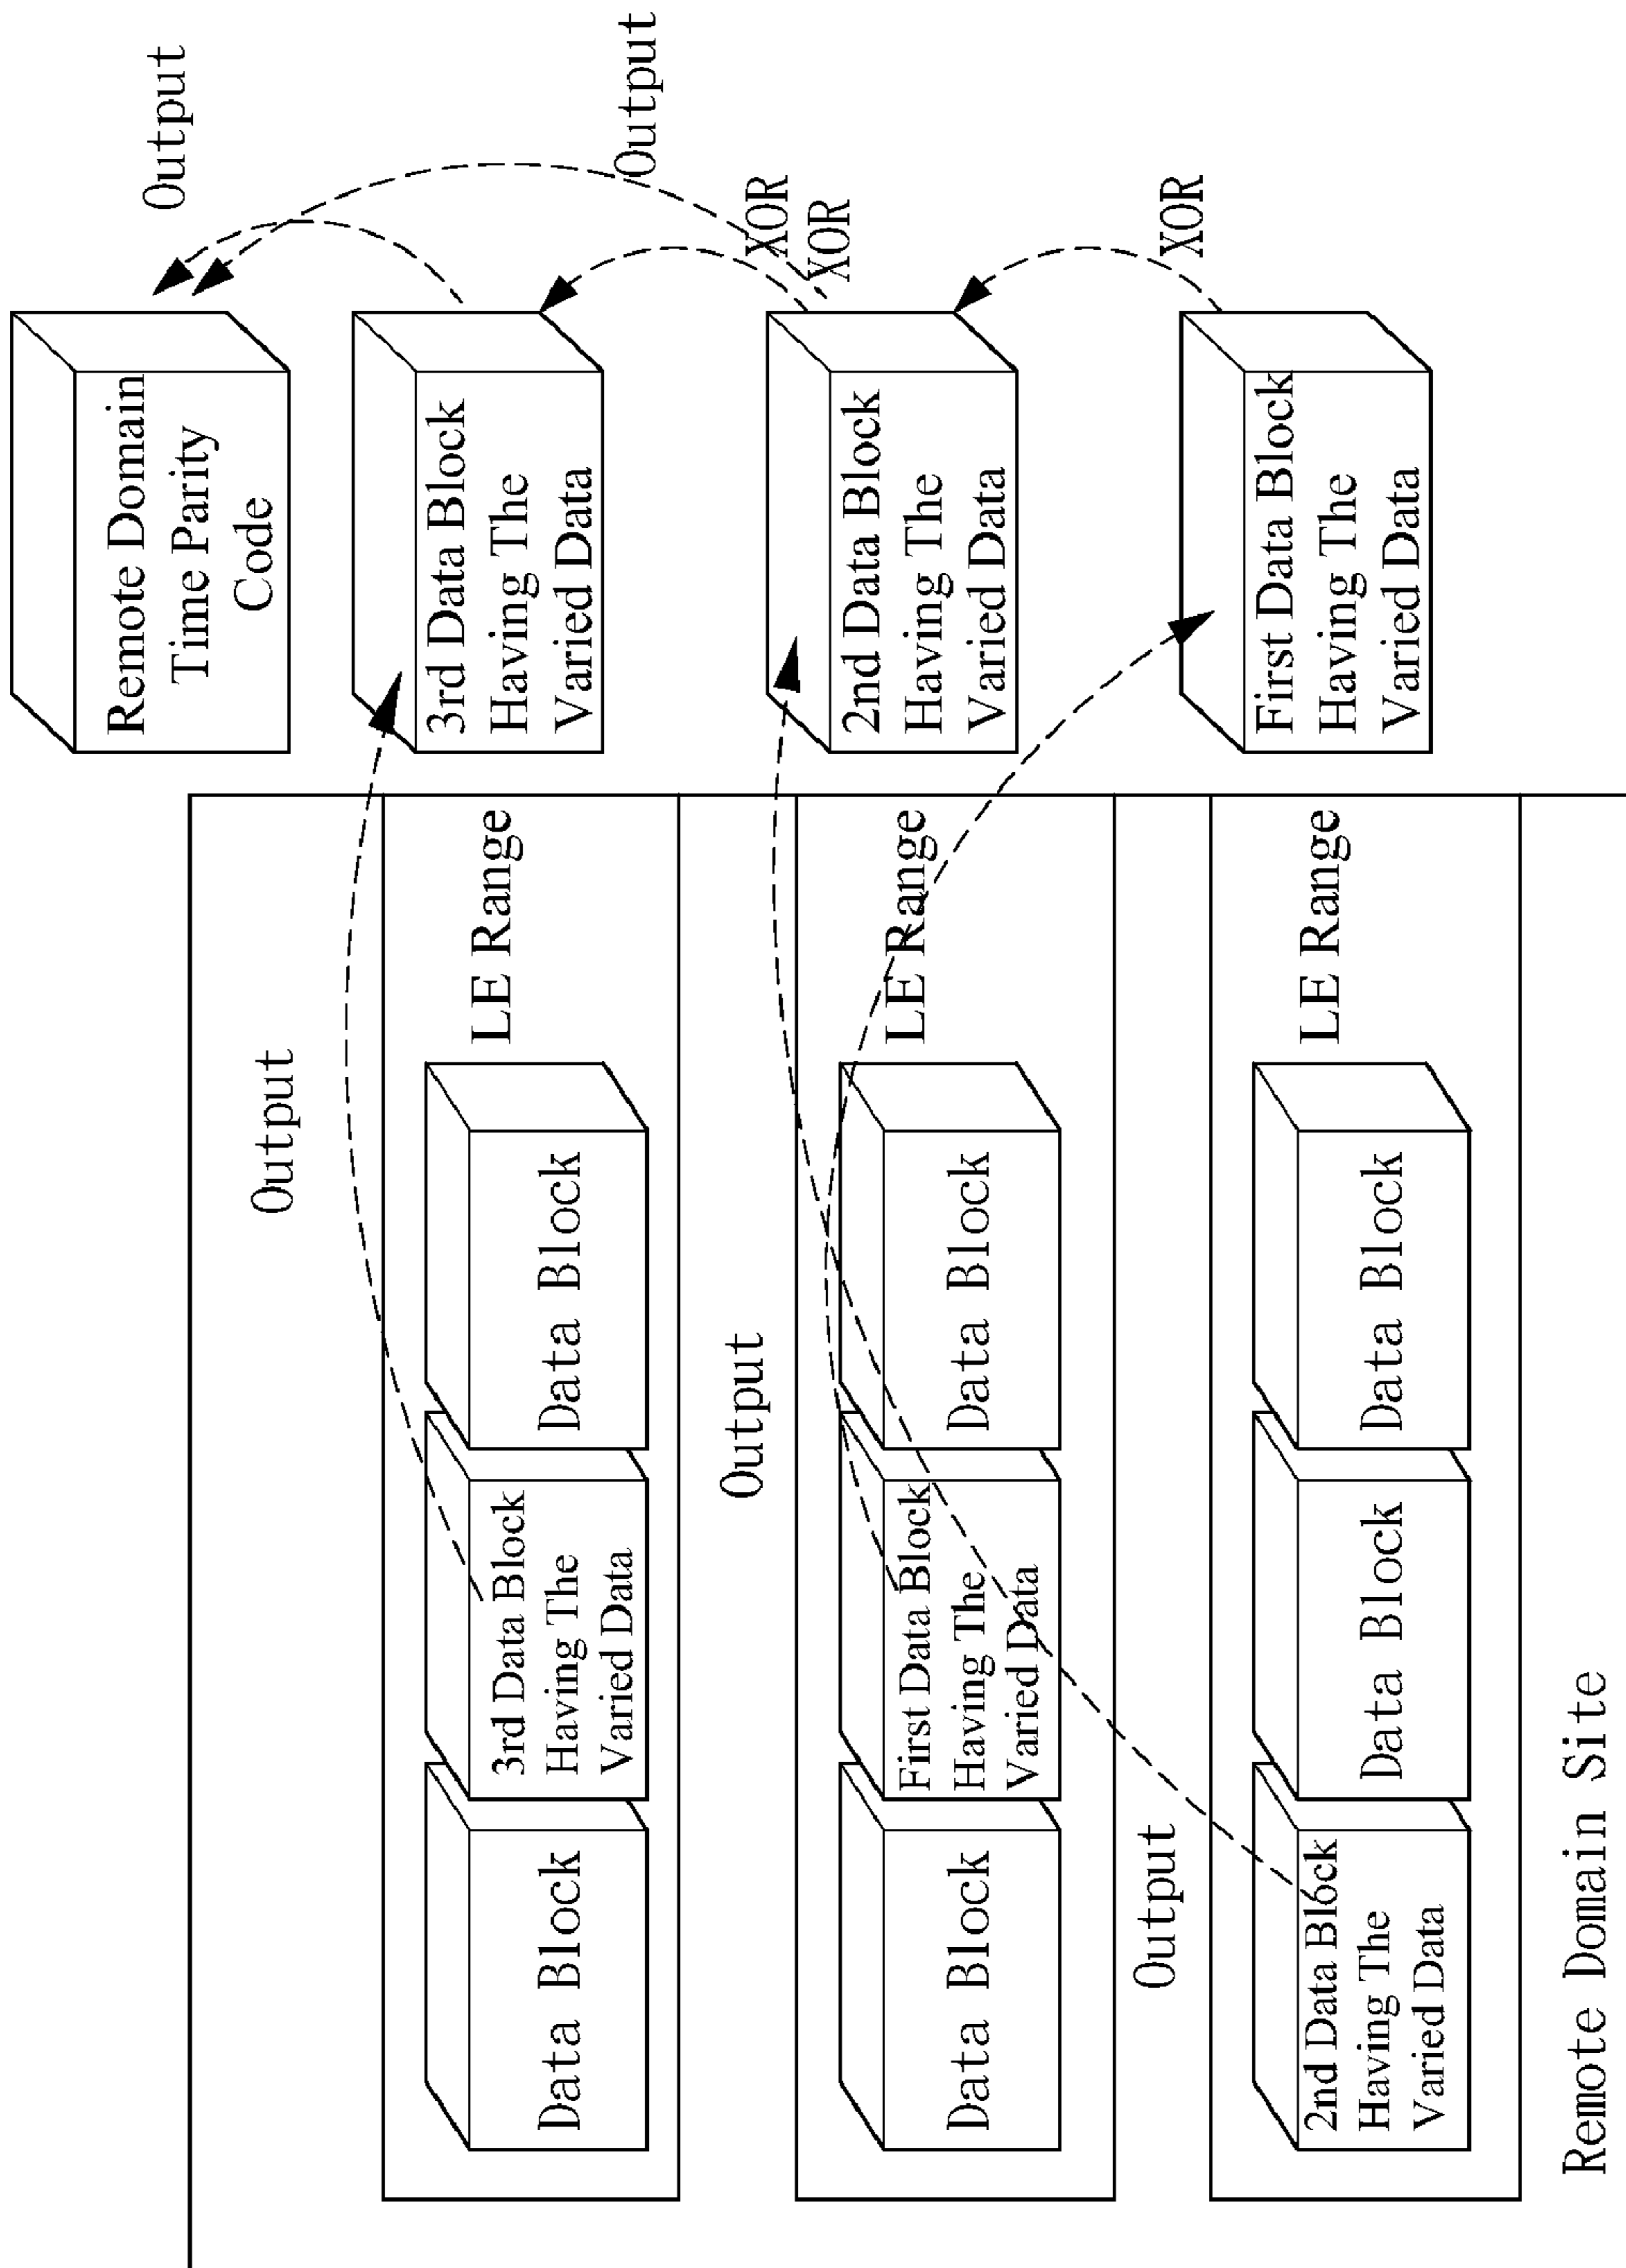 Output
Remote Domain
Time Parity
Code
Output
Data Block
3rd Data Block
Having The
Varied Data
Data Block
LE Range
3rd Data Block
Having The
Varied Data
Output
Output
XOR
XOR
Data Block
First Data Block
Having The
Varied Data
Data Block
LE Range
2nd Data Block
Having The
Varied Data
Output
XOR
2nd Data Block
Having The
Varied Data
Data Block
Data Block
LE Range
First Data Block
Having The
Varied Data
Remote Domain Site